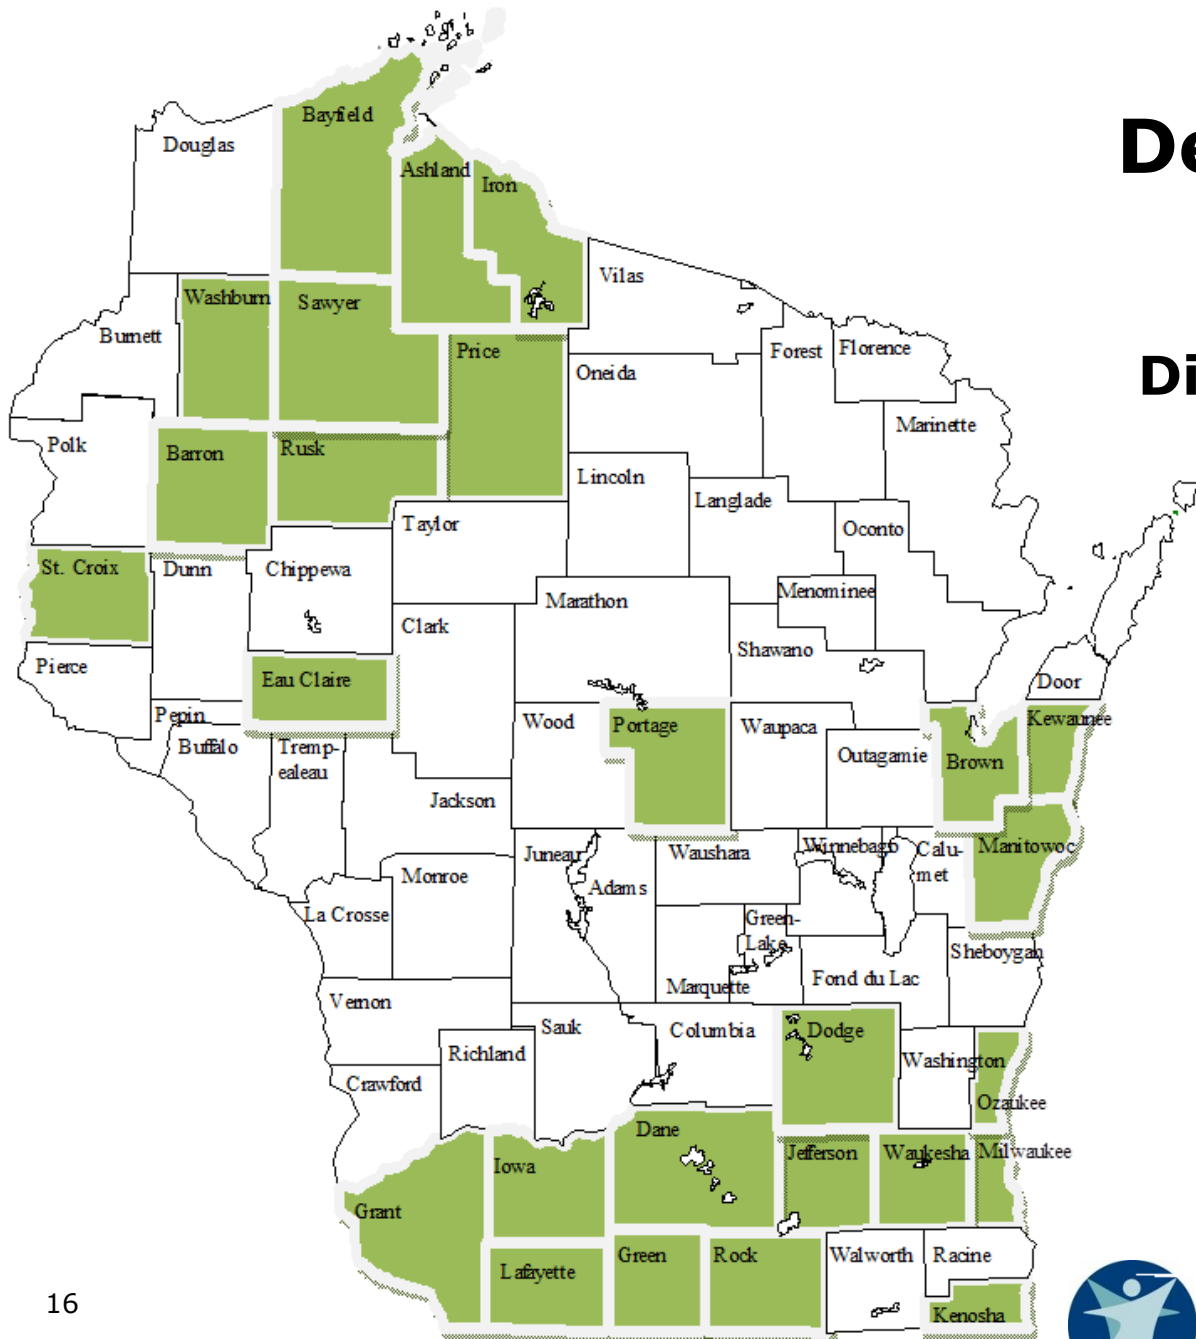 De
Bayfield
Douglas
Ashland
Iron
Vilas
Washburn
Sawyer
Burnett
Price
Forest
Florence
Oneida
Di
Marinette
Polk
Barron
Rusk
Lincoln
Langlade
Taylor
Oconto
St. Croix
Dunn
Chippewa
Menominee
Marathon
Clark
Shawano
Pierce
Eau Claire
Door
Pepin
Wood
Portage
Waupaca
Kewaunee
Buffalo
Tremp-
ealeau
Outagamie
Brown
Jackson
Juneau
Waushara
Winnebago
Calu-
met
Manitowoc
Monroe
Adams
La Crosse
Green-
Lake
Sheboygan
Marquette
Fond du Lac
Vernon
Sauk
Columbia
Dodge
Richland
Washington
Crawford
Ozaukee
Dane
Iowa
Jefferson
Waukesha
Milwaukee
Grant
Lafayette
Green
Rock
Walworth
Racine
Kenosha
16